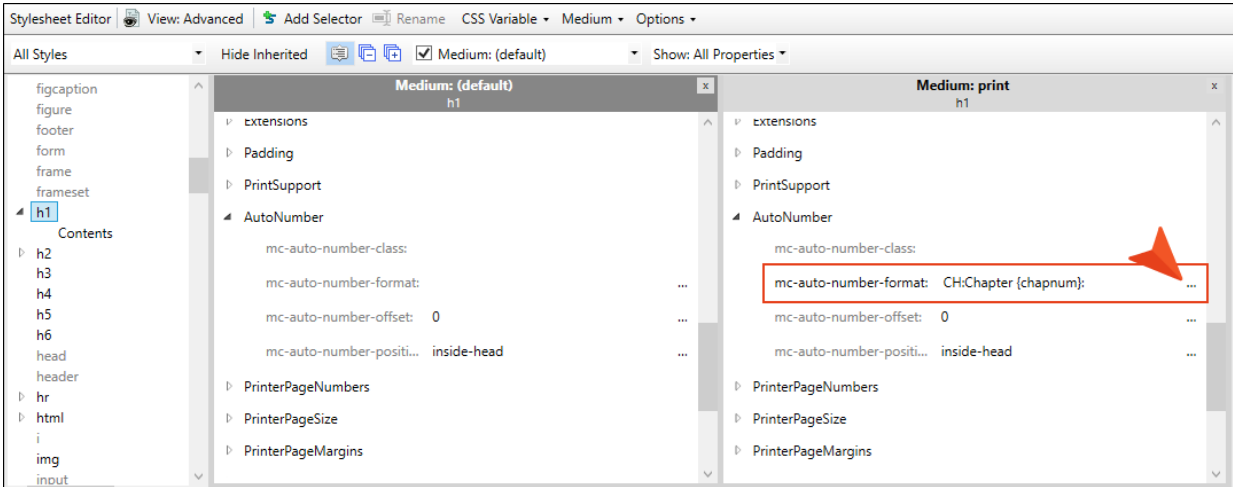 Stylesheet Editor View: Advanced Add Selector Rename CSS Variable Medium Options
All Styles Hide Inherited Medium: (default) Show: All Properties
figcaption
figure
footer
form
frame
frameset
h1
Contents
h2
h3
h4
h5
h6
head
header
hr
html
i
img
input
Medium: (default) x
h1
Extensions
Padding
PrintSupport
AutoNumber
mc-auto-number-class:
mc-auto-number-format: ...
mc-auto-number-offset: 0 ...
mc-auto-number-positi... inside-head ...
PrinterPageNumbers
PrinterPageSize
PrinterPageMargins
Medium: print x
h1
Extensions
Padding
PrintSupport
AutoNumber
mc-auto-number-class:
mc-auto-number-format: CH:Chapter {chapnum}: ...
mc-auto-number-offset: 0 ...
mc-auto-number-positi... inside-head ...
PrinterPageNumbers
PrinterPageSize
PrinterPageMargins